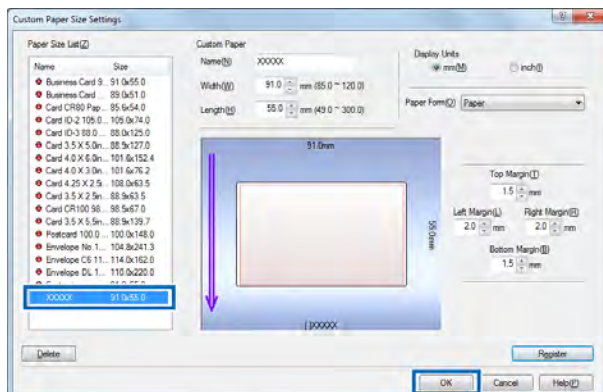 Custom Paper Size Settings
Paper Size List(Z)
Name Size
Business Card 9... 91.0x55.0
Business Card ... 89.0x51.0
Card CR80 Pap... 85.6x54.0
Card ID-2 105.0... 105.0x74.0
Card ID-3 88.0 ... 88.0x125.0
Card 3.5 X 5.0in... 88.9x127.0
Card 4.0 X 6.0in... 101.6x152.4
Card 4.0 X 3.0in... 101.6x76.2
Card 4.25 X 2.5... 108.0x63.5
Card 3.5 X 2.5in... 88.9x63.5
Card CR100 98... 98.5x67.0
Card 3.5 X 5.5in... 88.9x139.7
Postcard 100.0 ... 100.0x148.0
Envelope No.1... 104.8x241.3
Envelope C6 11... 114.0x162.0
Envelope DL 1... 110.0x220.0
XXXXX 91.0x55.0
Delete
Custom Paper
Name(N) XXXXX
Width(W) 91.0 mm (85.0 ~ 120.0)
Length(H) 55.0 mm (49.0 ~ 300.0)
Display Units
mm(M) inch(I)
Paper Form(Q) Paper
91.0mm
55.0mm
XXXXX
Top Margin(T)
1.5 mm
Left Margin(L) Right Margin(R)
2.0 mm 2.0 mm
Bottom Margin(B)
1.5 mm
Register
OK Cancel Help(F)